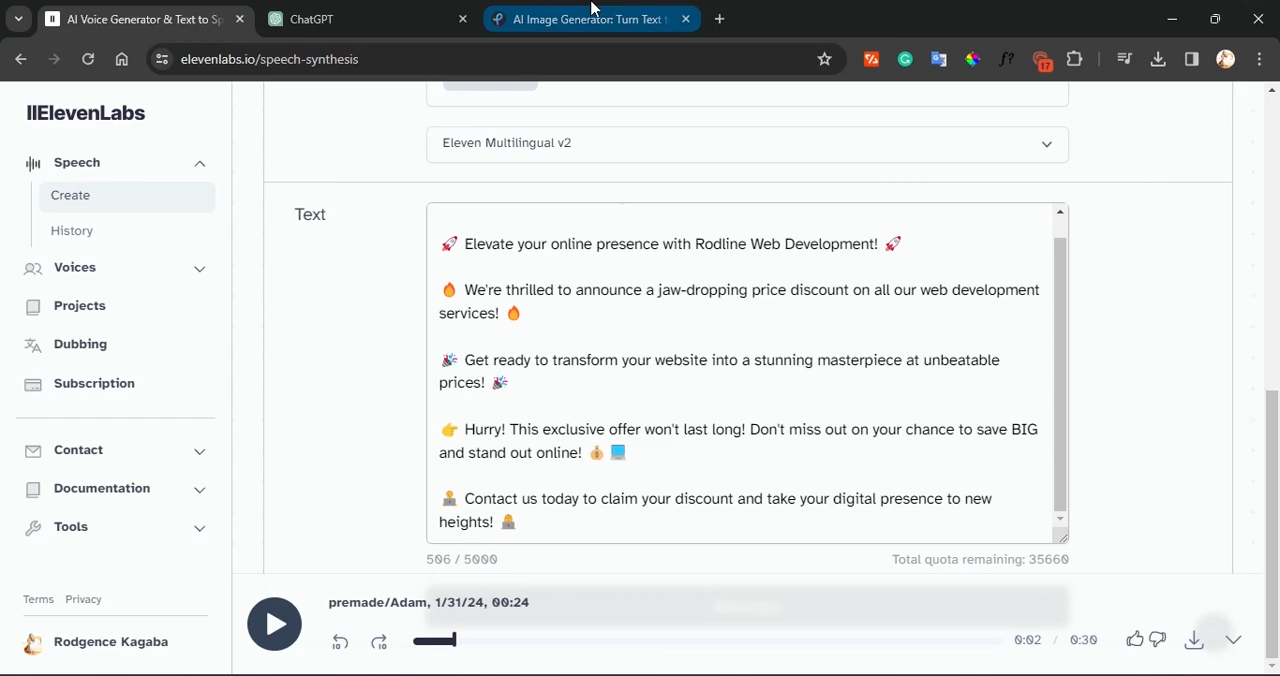 AI Voice Generator & Text to Sp
ChatGPT
AI Image Generator: Turn Text to
elevenlabs.io/speech-synthesis
17
IIElevenLabs
Speech
Create
History
Voices
Projects
Dubbing
Subscription
Contact
Documentation
Tools
Terms Privacy
Rodgence Kagaba
Eleven Multilingual v2
Text
🚀 Elevate your online presence with Rodline Web Development! 🚀
🔥 We're thrilled to announce a jaw-dropping price discount on all our web development
services! 🔥
🎉 Get ready to transform your website into a stunning masterpiece at unbeatable
prices! 🎉
👉 Hurry! This exclusive offer won't last long! Don't miss out on your chance to save BIG
and stand out online! 💰 💻
👨‍💻 Contact us today to claim your discount and take your digital presence to new
heights! 👩‍💻
506 / 5000 Total quota remaining: 35660
premade/Adam, 1/31/24, 00:24
10 10 0:02 / 0:30